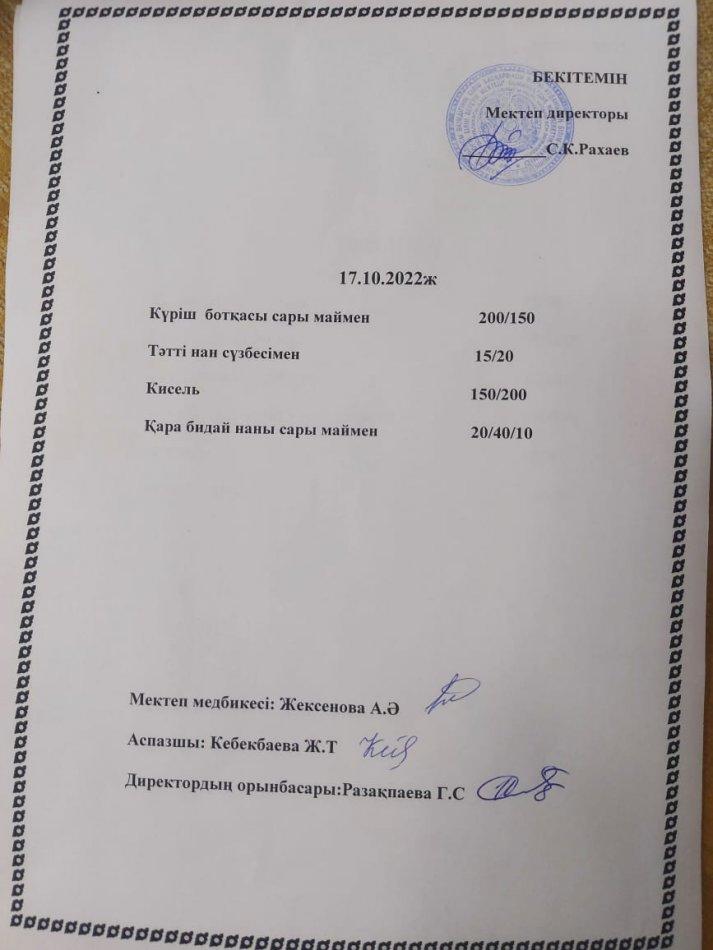 БЕКІТЕМІН
Мектеп директоры
__________С.К.Рахаев
17.10.2022ж
Күріш ботқасы сары маймен 200/150
Тәтті нан сүзбесімен 15/20
Кисель 150/200
Қара бидай наны сары маймен 20/40/10
Мектеп медбикесі: Жексенова А.Ә
Аспазшы: Кебекбаева Ж.Т
Директордың орынбасары:Разақпаева Г.С